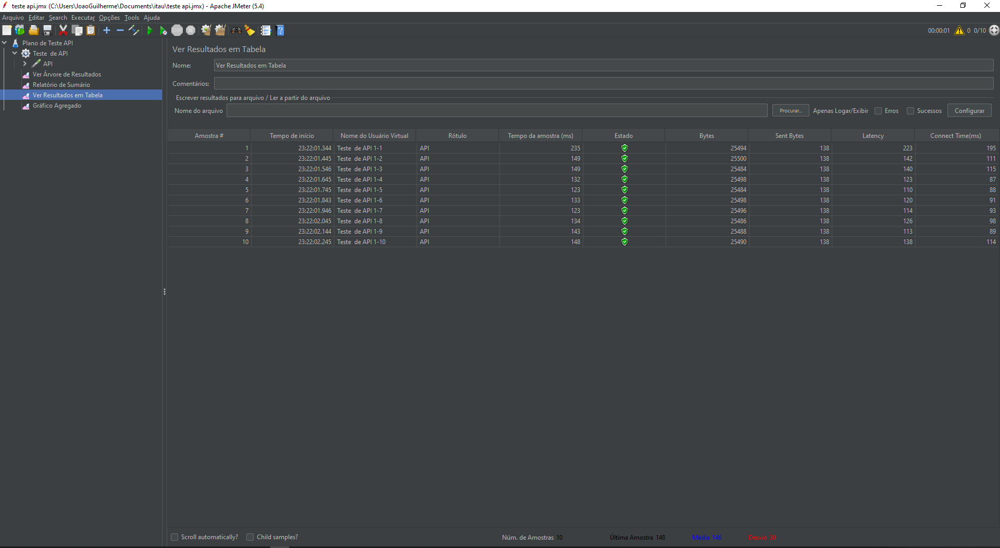 teste api.jmx (C:\Users\JoaoGuilherme\Documents\itau\teste api.jmx) - Apache JMeter (5.4)
Arquivo Editar Search Executar Opções Tools Ajuda
00:00:01 0 0/10
Plano de Teste API
Teste de API
API
Ver Árvore de Resultados
Relatório de Sumário
Ver Resultados em Tabela
Gráfico Agregado
Ver Resultados em Tabela
Nome: Ver Resultados em Tabela
Comentários:
Escrever resultados para arquivo / Ler a partir do arquivo
Nome do arquivo Procurar... Apenas Logar/Exibir Erros Sucessos Configurar
Amostra # Tempo de início Nome do Usuário Virtual Rótulo Tempo da amostra (ms) Estado Bytes Sent Bytes Latency Connect Time(ms)
1 23:22:01.344 Teste de API 1-1 API 235 25494 138 223 195
2 23:22:01.445 Teste de API 1-2 API 149 25500 138 142 111
3 23:22:01.546 Teste de API 1-3 API 149 25484 138 140 115
4 23:22:01.645 Teste de API 1-4 API 132 25498 138 123 87
5 23:22:01.745 Teste de API 1-5 API 123 25484 138 110 88
6 23:22:01.843 Teste de API 1-6 API 133 25498 138 120 91
7 23:22:01.946 Teste de API 1-7 API 123 25496 138 114 93
8 23:22:02.045 Teste de API 1-8 API 134 25486 138 126 98
9 23:22:02.144 Teste de API 1-9 API 143 25488 138 113 89
10 23:22:02.245 Teste de API 1-10 API 148 25490 138 138 114
Scroll automatically? Child samples? Núm. de Amostras 10 Última Amostra 148 Média 146 Desvio 30